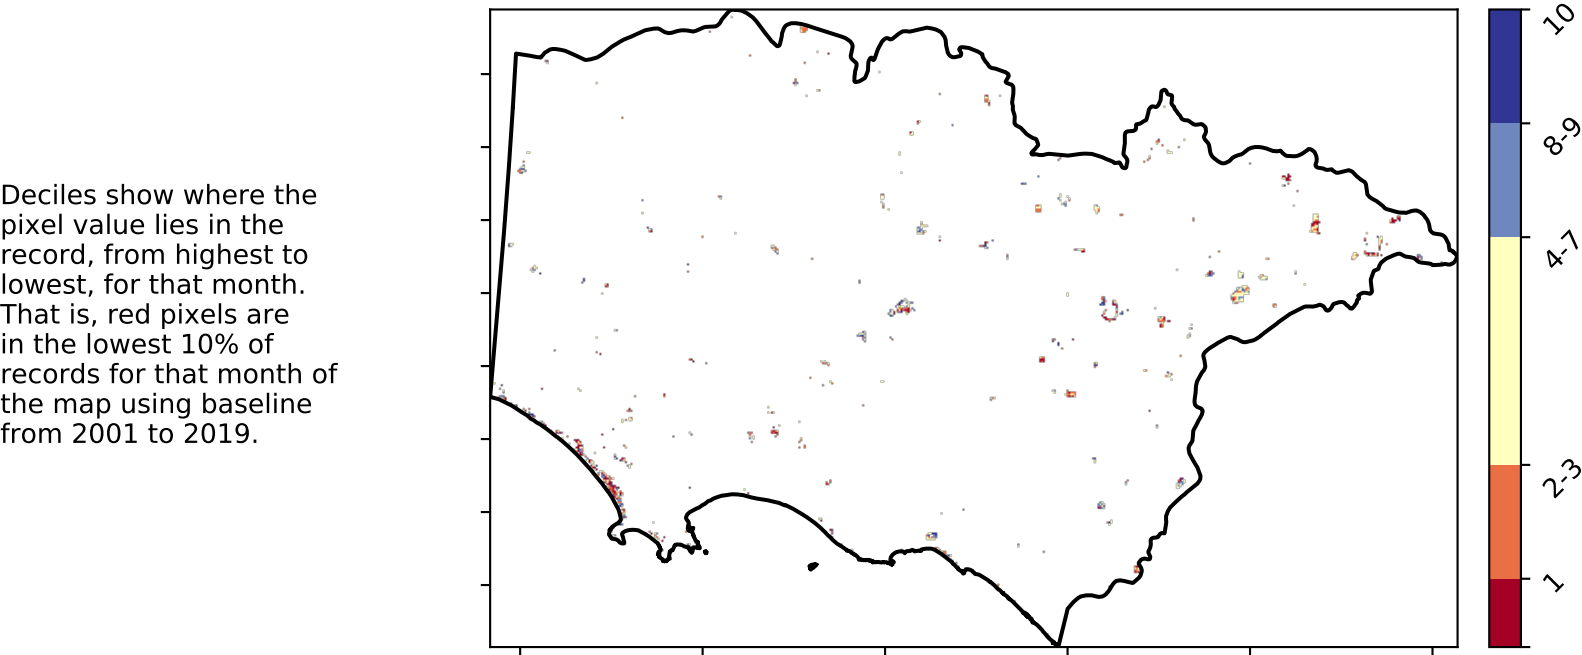 Deciles show where the
pixel value lies in the
record, from highest to
lowest, for that month.
That is, red pixels are
in the lowest 10% of
records for that month of
the map using baseline
from 2001 to 2019.
10
8-9
4-7
2-3
1